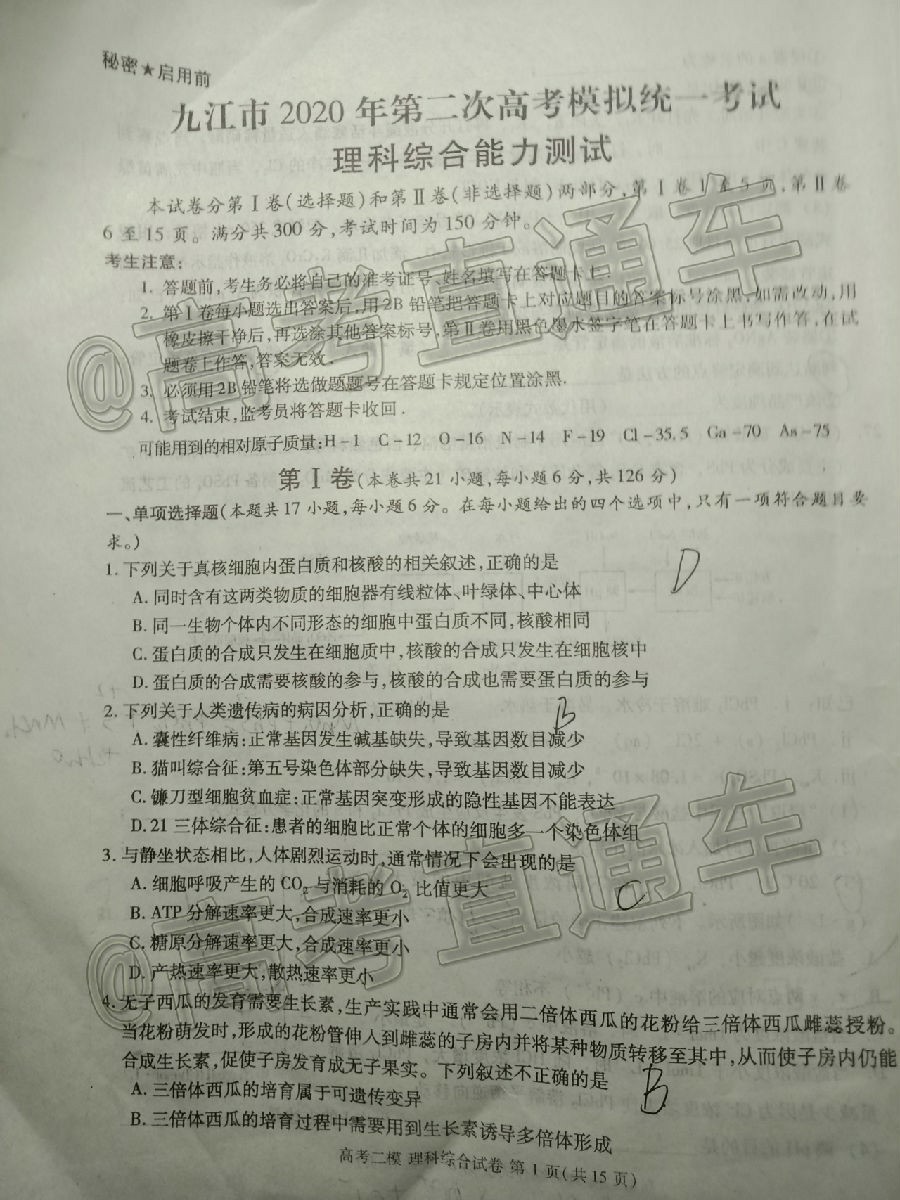 秘密★启用前
九江市 2020 年第二次高考模拟统一考试
理科综合能力测试
本试卷分第Ⅰ卷(选择题)和第Ⅱ卷(非选择题)两部分,第Ⅰ卷1至5页,第Ⅱ卷
6 至 15 页。满分共 300 分,考试时间为 150 分钟。
考生注意:
1. 答题前,考生务必将自己的准考证号、姓名填写在答题卡上.
2. 第Ⅰ卷每小题选出答案后,用2B 铅笔把答题卡上对应题目的答案标号涂黑,如需改动,用
橡皮擦干净后,再选涂其他答案标号,第Ⅱ卷用黑色墨水签字笔在答题卡上书写作答,在试
题卷上作答,答案无效.
3. 必须用2B铅笔将选做题题号在答题卡规定位置涂黑.
4. 考试结束,监考员将答题卡收回.
可能用到的相对原子质量:H-1 C-12 O-16 N-14 F-19 Cl-35.5 Ga-70 As-75
第Ⅰ卷(本卷共21 小题,每小题6 分,共126分)
一、单项选择题(本题共 17 小题,每小题 6 分。在每小题给出的四个选项中,只有一项符合题目要
求。)
1. 下列关于真核细胞内蛋白质和核酸的相关叙述,正确的是 D
A. 同时含有这两类物质的细胞器有线粒体、叶绿体、中心体
B. 同一生物个体内不同形态的细胞中蛋白质不同,核酸相同
C. 蛋白质的合成只发生在细胞质中,核酸的合成只发生在细胞核中
D. 蛋白质的合成需要核酸的参与,核酸的合成也需要蛋白质的参与
2. 下列关于人类遗传病的病因分析,正确的是 B
A. 囊性纤维病:正常基因发生碱基缺失,导致基因数目减少
B. 猫叫综合征:第五号染色体部分缺失,导致基因数目减少
C. 镰刀型细胞贫血症:正常基因突变形成的隐性基因不能表达
D. 21 三体综合征:患者的细胞比正常个体的细胞多一个染色体组
3. 与静坐状态相比,人体剧烈运动时,通常情况下会出现的是
A. 细胞呼吸产生的 CO₂ 与消耗的 O₂ 比值更大 C
B. ATP 分解速率更大,合成速率更小
C. 糖原分解速率更大,合成速率更小
D. 产热速率更大,散热速率更小
4. 无子西瓜的发育需要生长素,生产实践中通常会用二倍体西瓜的花粉给三倍体西瓜雌蕊授粉。
当花粉萌发时,形成的花粉管伸人到雌蕊的子房内并将某种物质转移至其中,从而使子房内仍能
合成生长素,促使子房发育成无子果实。下列叙述不正确的是 B
A. 三倍体西瓜的培育属于可遗传变异
B. 三倍体西瓜的培育过程中需要用到生长素诱导多倍体形成
高考二模 理科综合试卷 第 1 页(共 15 页)
@高考直通车
@高考直通车